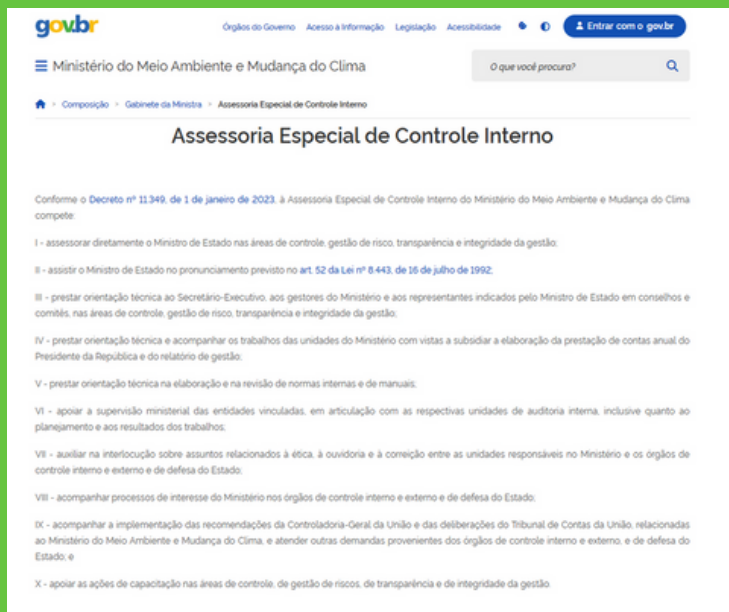 gov.br
Órgãos do Governo Acesso à Informação Legislação Acessibilidade Entrar com o gov.br
Ministério do Meio Ambiente e Mudança do Clima O que você procura?
> Composição > Gabinete da Ministra > Assessoria Especial de Controle Interno
Assessoria Especial de Controle Interno
Conforme o Decreto nº 11.349, de 1 de janeiro de 2023, à Assessoria Especial de Controle Interno do Ministério do Meio Ambiente e Mudança do Clima
compete:
I - assessorar diretamente o Ministro de Estado nas áreas de controle, gestão de risco, transparência e integridade da gestão;
II - assistir o Ministro de Estado no pronunciamento previsto no art. 52 da Lei nº 8.443, de 16 de julho de 1992;
III - prestar orientação técnica ao Secretário-Executivo, aos gestores do Ministério e aos representantes indicados pelo Ministro de Estado em conselhos e
comitês, nas áreas de controle, gestão de risco, transparência e integridade da gestão;
IV - prestar orientação técnica e acompanhar os trabalhos das unidades do Ministério com vistas a subsidiar a elaboração da prestação de contas anual do
Presidente da República e do relatório de gestão;
V - prestar orientação técnica na elaboração e na revisão de normas internas e de manuais;
VI - apoiar a supervisão ministerial das entidades vinculadas, em articulação com as respectivas unidades de auditoria interna, inclusive quanto ao
planejamento e aos resultados dos trabalhos;
VII - auxiliar na interlocução sobre assuntos relacionados à ética, à ouvidoria e à correição entre as unidades responsáveis no Ministério e os órgãos de
controle interno e externo e de defesa do Estado;
VIII - acompanhar processos de interesse do Ministério nos órgãos de controle interno e externo e de defesa do Estado;
IX - acompanhar a implementação das recomendações da Controladoria-Geral da União e das deliberações do Tribunal de Contas da União, relacionadas
ao Ministério do Meio Ambiente e Mudança do Clima, e atender outras demandas provenientes dos órgãos de controle interno e externo, e de defesa do
Estado; e
X - apoiar as ações de capacitação nas áreas de controle, de gestão de riscos, de transparência e de integridade da gestão.